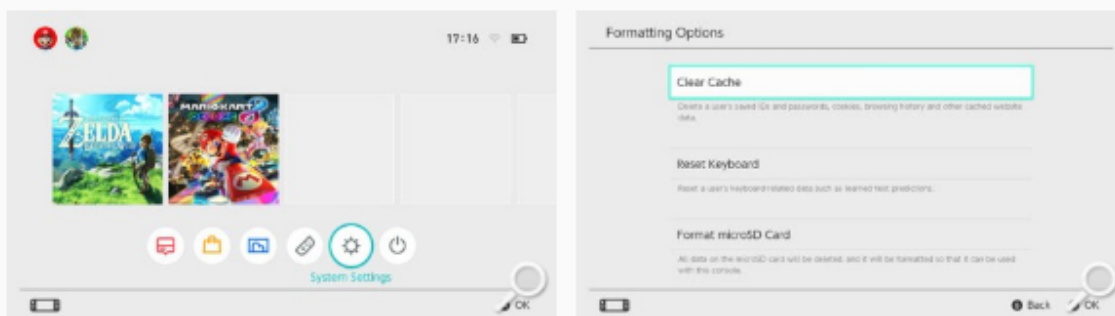 17:16
ZELDA
MARIOKART
System Settings
OK
Formatting Options
Clear Cache
Delete a user's saved IDs and passwords, cookies, browsing history and other cached website
data.
Reset Keyboard
Reset a user's keyboard related data such as learned text predictions.
Format microSD Card
All data on the microSD card will be deleted, and it will be formatted so that it can be used
with this console.
Back
OK